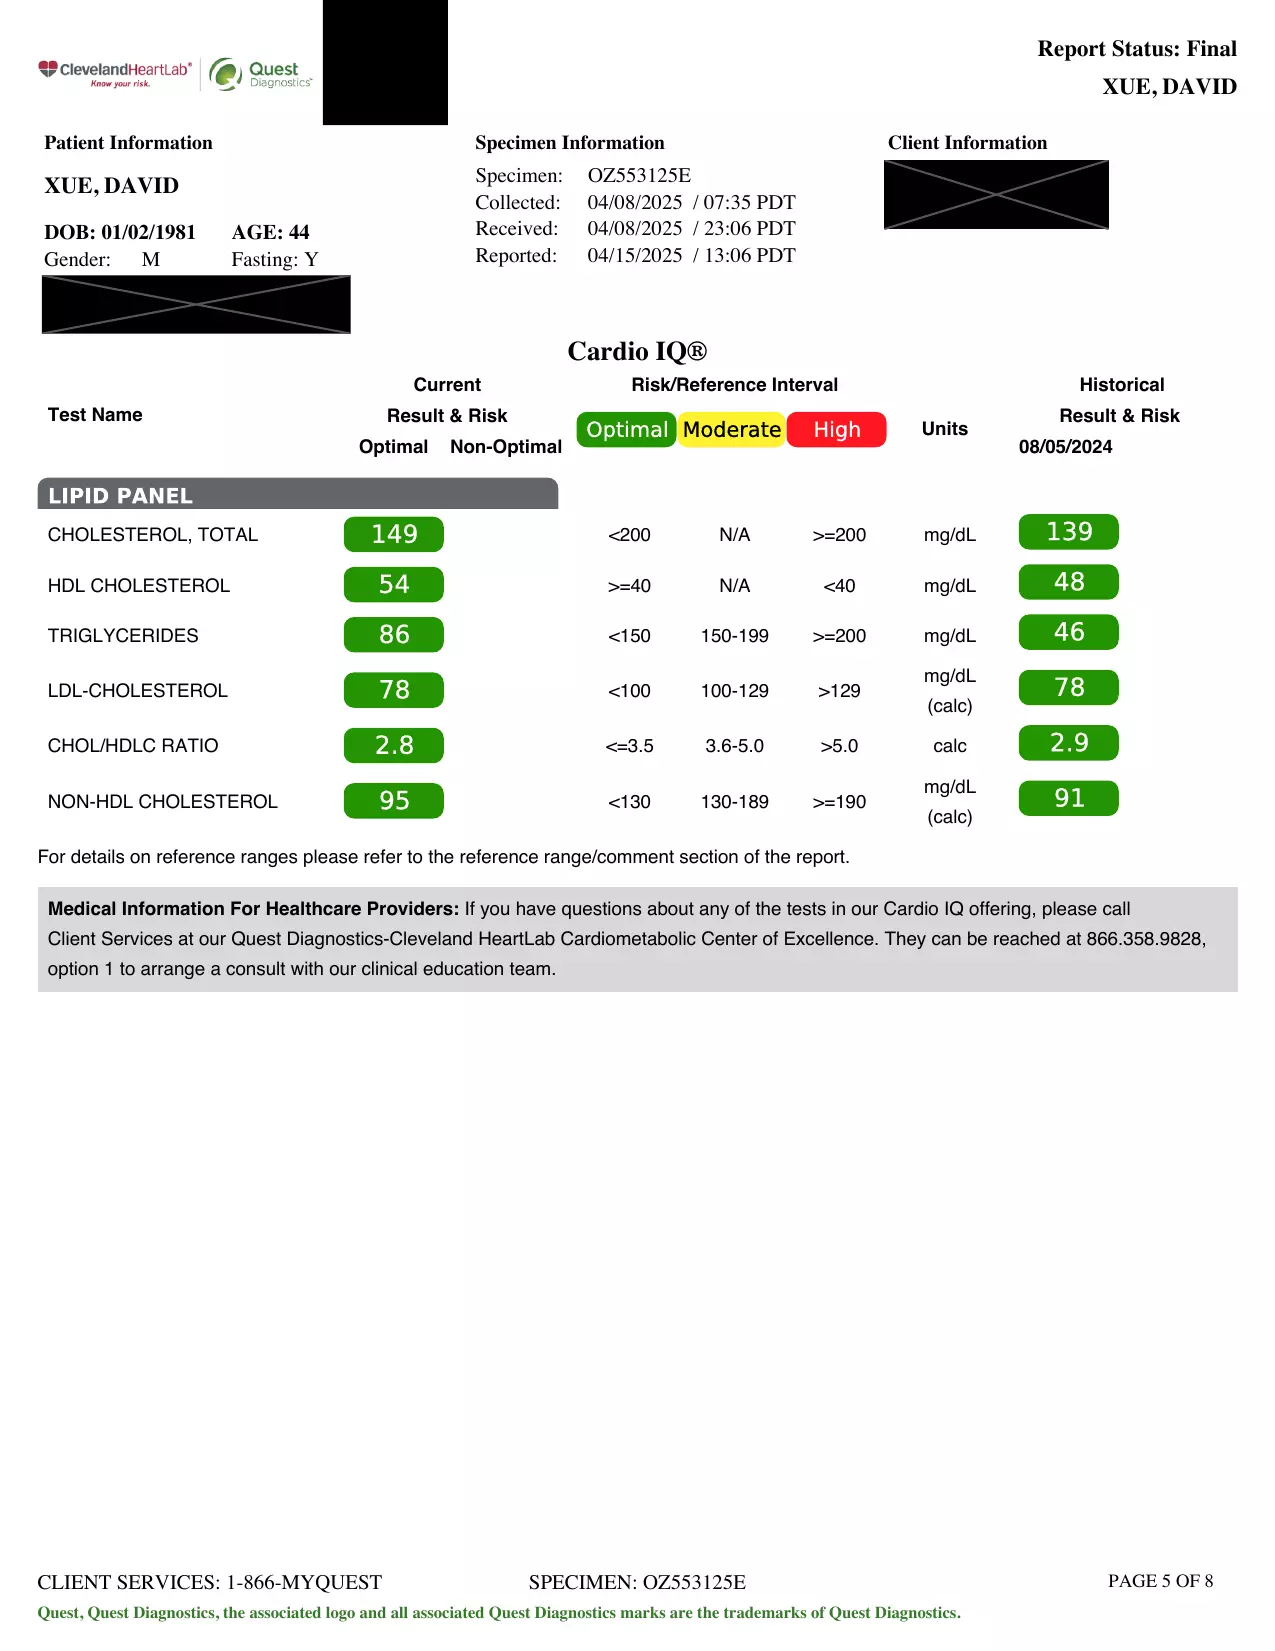 ClevelandHeartLab®
Know your risk.
Quest
Diagnostics™
Report Status: Final
XUE, DAVID
Patient Information
XUE, DAVID
DOB: 01/02/1981 AGE: 44
Gender: M Fasting: Y
Specimen Information
Specimen: OZ553125E
Collected: 04/08/2025 / 07:35 PDT
Received: 04/08/2025 / 23:06 PDT
Reported: 04/15/2025 / 13:06 PDT
Client Information
Cardio IQ®
Test Name
Current
Result & Risk
Optimal Non-Optimal
Risk/Reference Interval
Optimal Moderate High
Units
Historical
Result & Risk
08/05/2024
LIPID PANEL
CHOLESTEROL, TOTAL 149 <200 N/A >=200 mg/dL 139
HDL CHOLESTEROL 54 >=40 N/A <40 mg/dL 48
TRIGLYCERIDES 86 <150 150-199 >=200 mg/dL 46
LDL-CHOLESTEROL 78 <100 100-129 >129 mg/dL (calc) 78
CHOL/HDLC RATIO 2.8 <=3.5 3.6-5.0 >5.0 calc 2.9
NON-HDL CHOLESTEROL 95 <130 130-189 >=190 mg/dL (calc) 91
For details on reference ranges please refer to the reference range/comment section of the report.
Medical Information For Healthcare Providers: If you have questions about any of the tests in our Cardio IQ offering, please call
Client Services at our Quest Diagnostics-Cleveland HeartLab Cardiometabolic Center of Excellence. They can be reached at 866.358.9828,
option 1 to arrange a consult with our clinical education team.
CLIENT SERVICES: 1-866-MYQUEST SPECIMEN: OZ553125E PAGE 5 OF 8
Quest, Quest Diagnostics, the associated logo and all associated Quest Diagnostics marks are the trademarks of Quest Diagnostics.